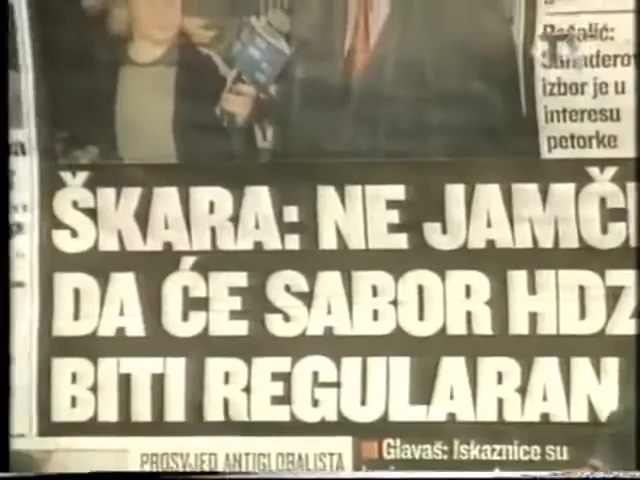 Pašalić:
Sanaderov
izbor je u
interesu
petorke
ŠKARA: NE JAMČI
DA ĆE SABOR HDZ
BITI REGULARAN
PROSVJED ANTIGLOBALISTA
Glavaš: Iskaznice su